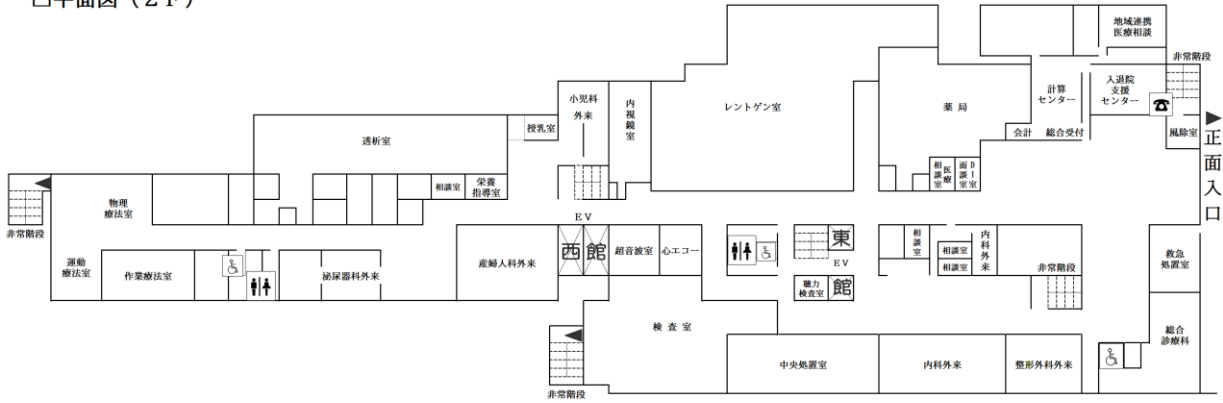 □平面図（２Ｆ）
地域連携
医療相談
非常階段
小児科
外来
内視鏡室
レントゲン室
薬局
計算
センター
入退院
支援
センター
授乳室
透析室
会計
総合受付
風除室
正面入口
相談室
医療
面談室
DI室
相談室
栄養
指導室
物理
療法室
非常階段
EV
西館
超音波室
心エコー
東
EV
館
聴力
検査室
相談室
相談室
相談室
内科外来
非常階段
救急
処置室
運動
療法室
作業療法室
泌尿器科外来
産婦人科外来
検査室
中央処置室
内科外来
整形外科外来
総合
診療科
非常階段